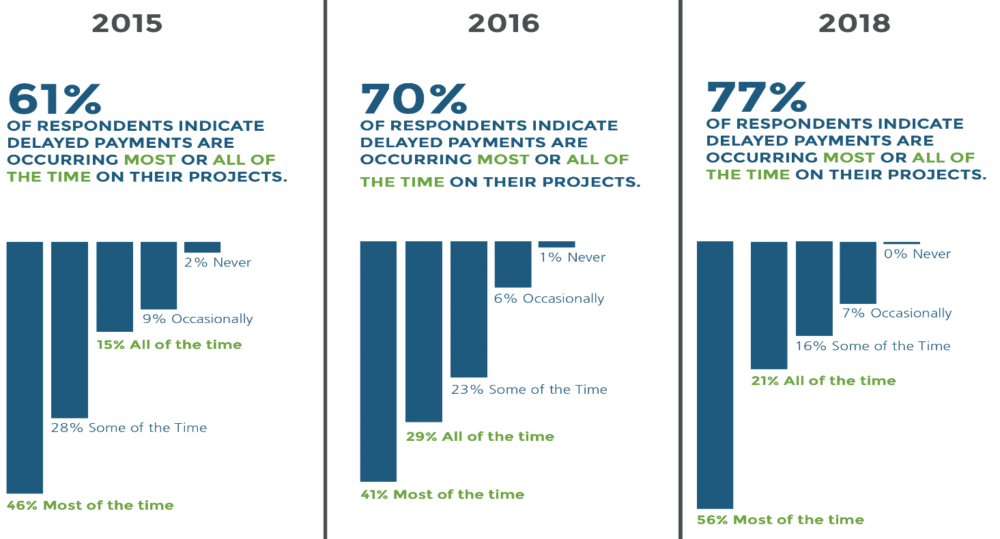 2015
61%
OF RESPONDENTS INDICATE
DELAYED PAYMENTS ARE
OCCURRING MOST OR ALL OF
THE TIME ON THEIR PROJECTS.
2% Never
9% Occasionally
15% All of the time
28% Some of the Time
46% Most of the time
2016
70%
OF RESPONDENTS INDICATE
DELAYED PAYMENTS ARE
OCCURRING MOST OR ALL OF
THE TIME ON THEIR PROJECTS.
1% Never
6% Occasionally
23% Some of the Time
29% All of the time
41% Most of the time
2018
77%
OF RESPONDENTS INDICATE
DELAYED PAYMENTS ARE
OCCURRING MOST OR ALL OF
THE TIME ON THEIR PROJECTS.
0% Never
7% Occasionally
16% Some of the Time
21% All of the time
56% Most of the time